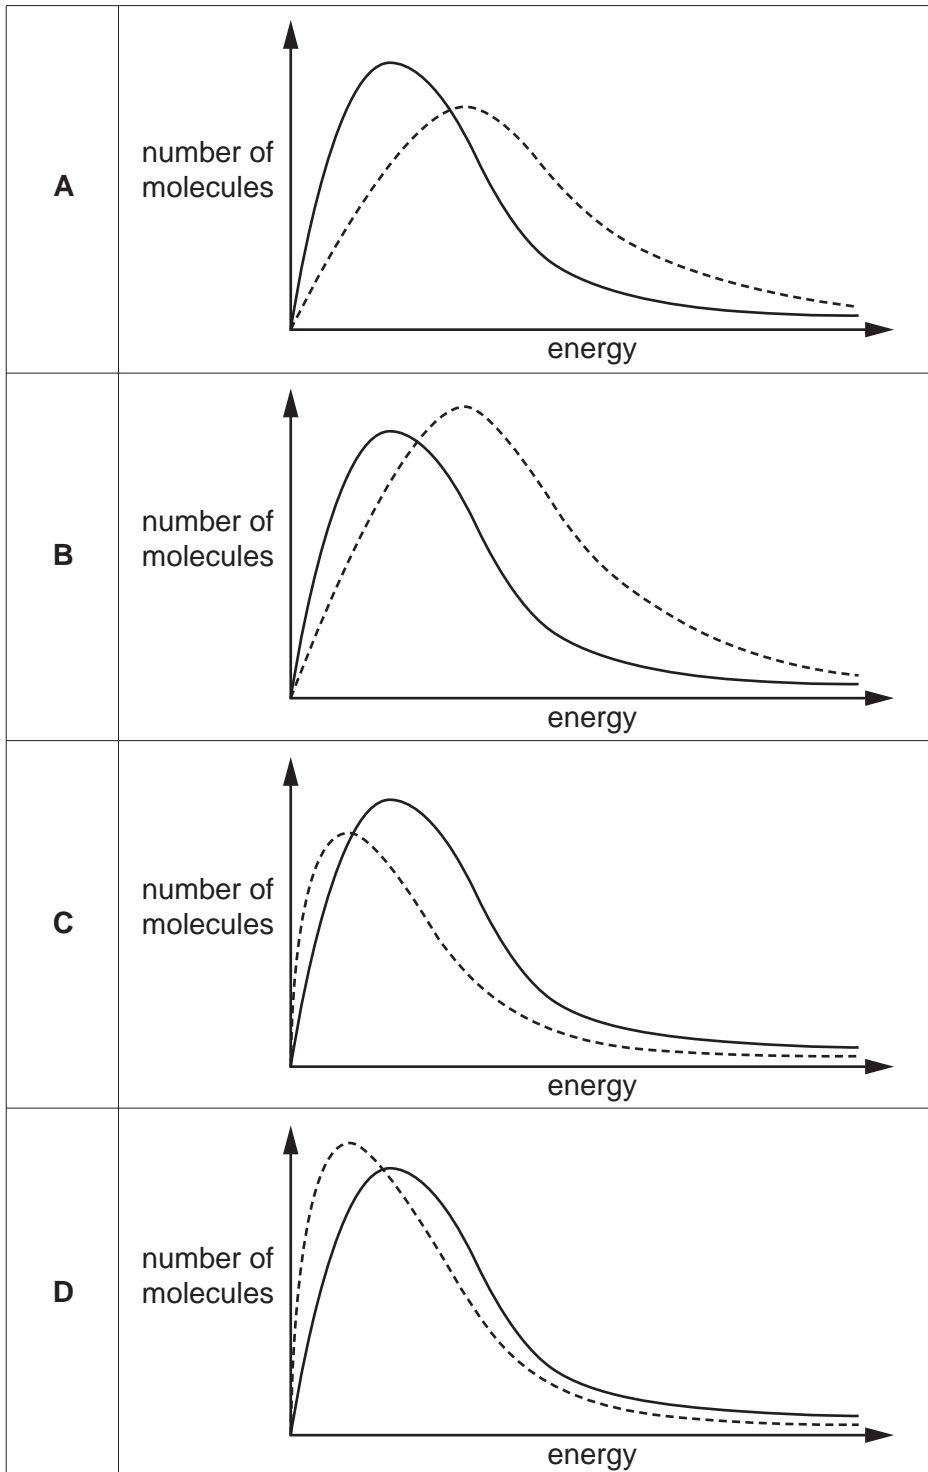 A
number of
molecules
energy
B
number of
molecules
energy
C
number of
molecules
energy
D
number of
molecules
energy